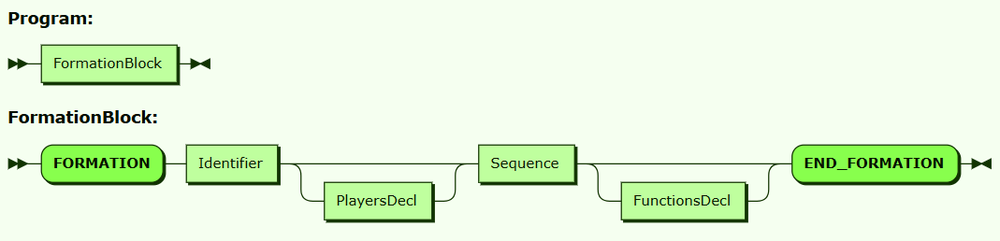 Program:
FormationBlock
FormationBlock:
FORMATION Identifier Sequence END_FORMATION
PlayersDecl FunctionsDecl